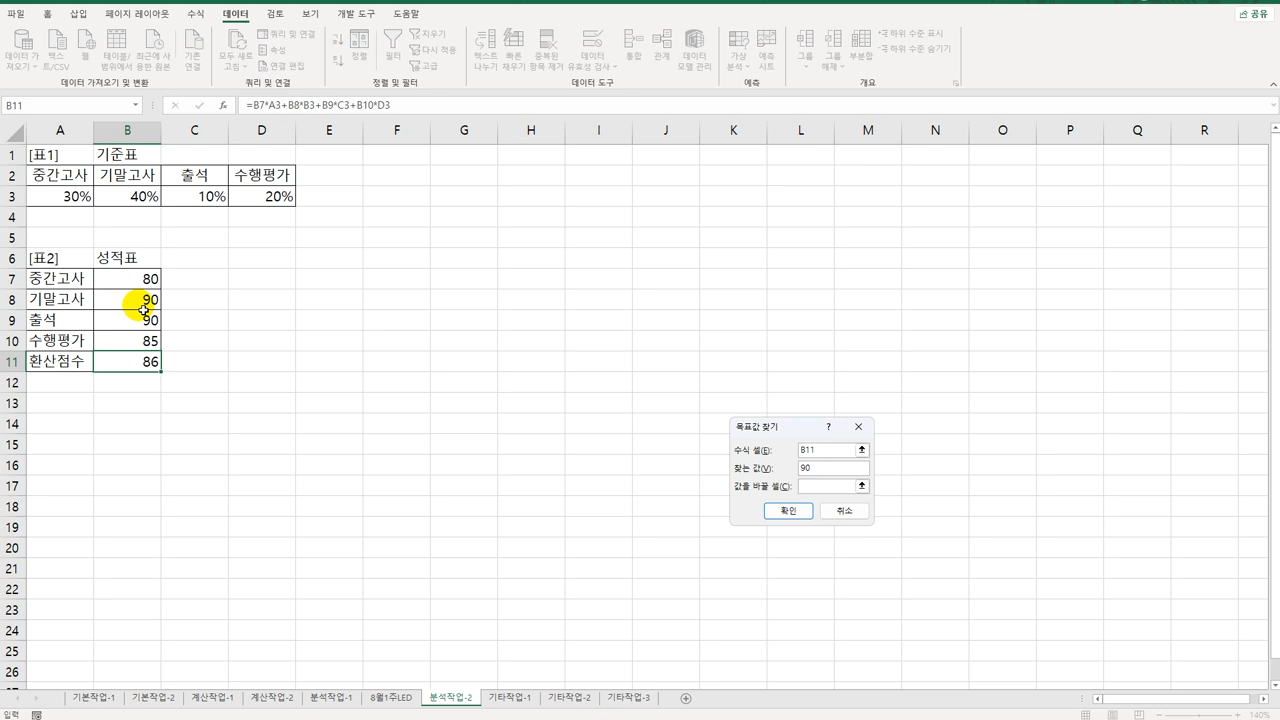 파일 홈 삽입 페이지 레이아웃 수식 데이터 검토 보기 개발 도구 도움말 공유
데이터 가
져오기
텍스
트/CSV
웹
테이블/
범위에서
최근에 사
용한 원본
기존
연결
모두 새로
고침
쿼리 및 연결
속성
연결 편집
정렬
필터
지우기
다시 적용
고급
텍스트
나누기
빠른
채우기
중복된
항목 제거
데이터
유효성 검사
통합
관계
데이터
모델 관리
가상
분석
예측
시트
그룹
그룹
해제
부분합
하위 수준 표시
하위 수준 숨기기
데이터 가져오기 및 변환 쿼리 및 연결 정렬 및 필터 데이터 도구 예측 개요
B11 fx =B7*A3+B8*B3+B9*C3+B10*D3
A B C D E F G H I J K L M N O P Q R
1 [표1] 기준표
2 중간고사 기말고사 출석 수행평가
3 30% 40% 10% 20%
4
5
6 [표2] 성적표
7 중간고사 80
8 기말고사 90
9 출석 90
10 수행평가 85
11 환산점수 86
12
13
14
15
16
17
18
19
20
21
22
23
24
25
26
목표값 찾기 ?
수식 셀(E): B11
찾는 값(V): 90
값을 바꿀 셀(C):
확인 취소
기본작업-1 기본작업-2 계산작업-1 계산작업-2 분석작업-1 8월1주LED 분석작업-2 기타작업-1 기타작업-2 기타작업-3
입력 140%